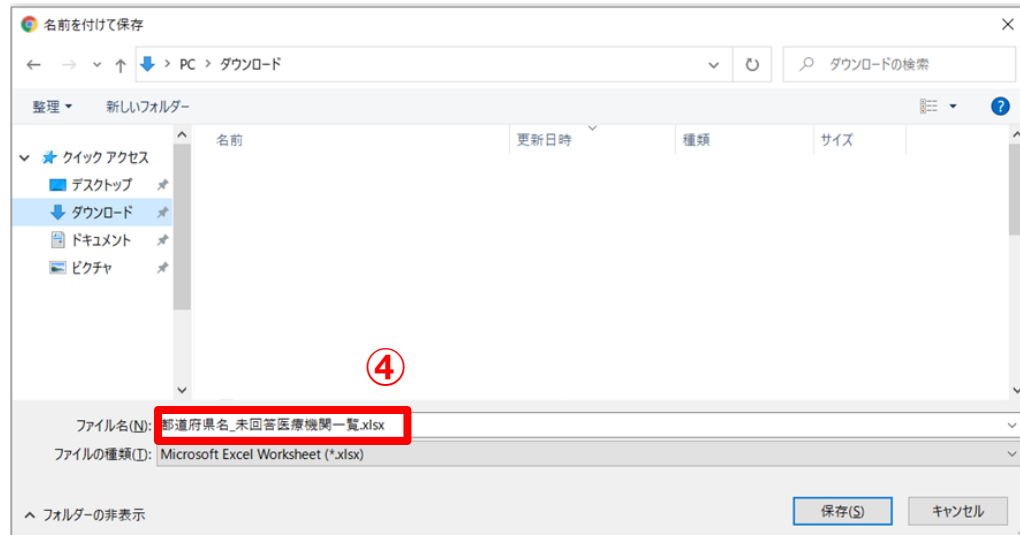 名前を付けて保存
PC > ダウンロード
ダウンロードの検索
整理
新しいフォルダー
名前
更新日時
種類
サイズ
クイック アクセス
デスクトップ
ダウンロード
ドキュメント
ピクチャ
④
ファイル名(N): 都道府県名_未回答医療機関一覧.xlsx
ファイルの種類(T): Microsoft Excel Worksheet (*.xlsx)
フォルダーの非表示
保存(S)
キャンセル